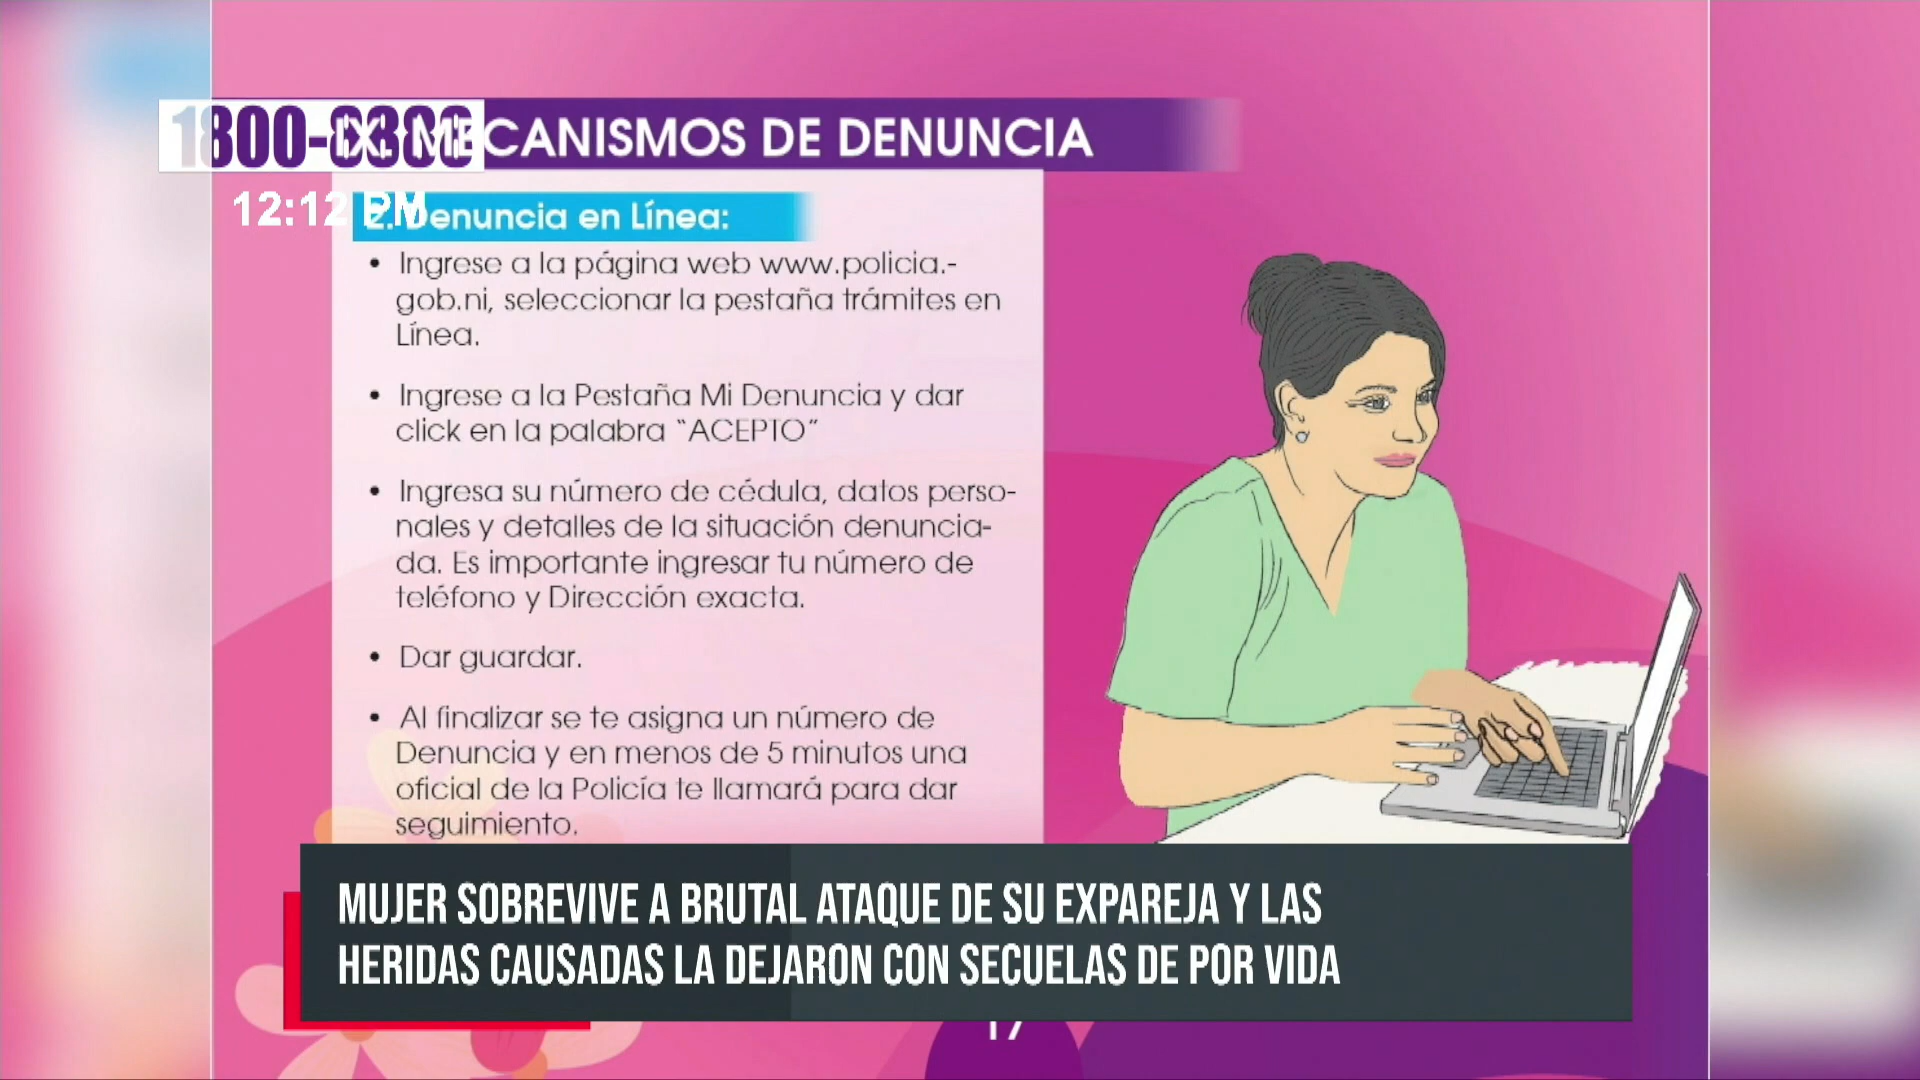 1800-
IX. MECANISMOS DE DENUNCIA
12:12 PM
2. Denuncia en Línea:
• Ingrese a la página web www.policia.-
gob.ni, seleccionar la pestaña trámites en
Línea.
• Ingrese a la Pestaña Mi Denuncia y dar
click en la palabra “ACEPTO”
• Ingresa su número de cédula, datos perso-
nales y detalles de la situación denuncia-
da. Es importante ingresar tu número de
teléfono y Dirección exacta.
• Dar guardar.
• Al finalizar se te asigna un número de
Denuncia y en menos de 5 minutos una
oficial de la Policía te llamará para dar
seguimiento.
MUJER SOBREVIVE A BRUTAL ATAQUE DE SU EXPAREJA Y LAS
HERIDAS CAUSADAS LA DEJARON CON SECUELAS DE POR VIDA
17